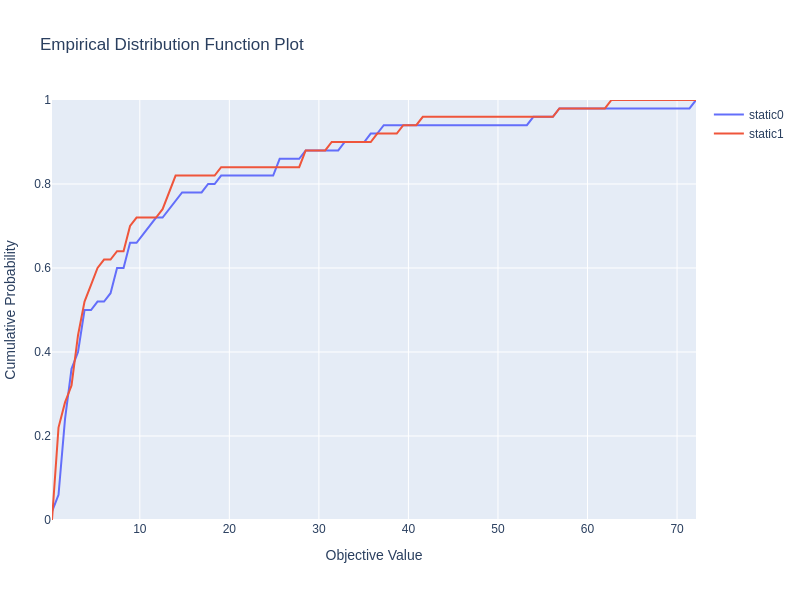 Empirical Distribution Function Plot
static0
static1
Cumulative Probability
1
0.8
0.6
0.4
0.2
0
10
20
30
40
50
60
70
Objective Value